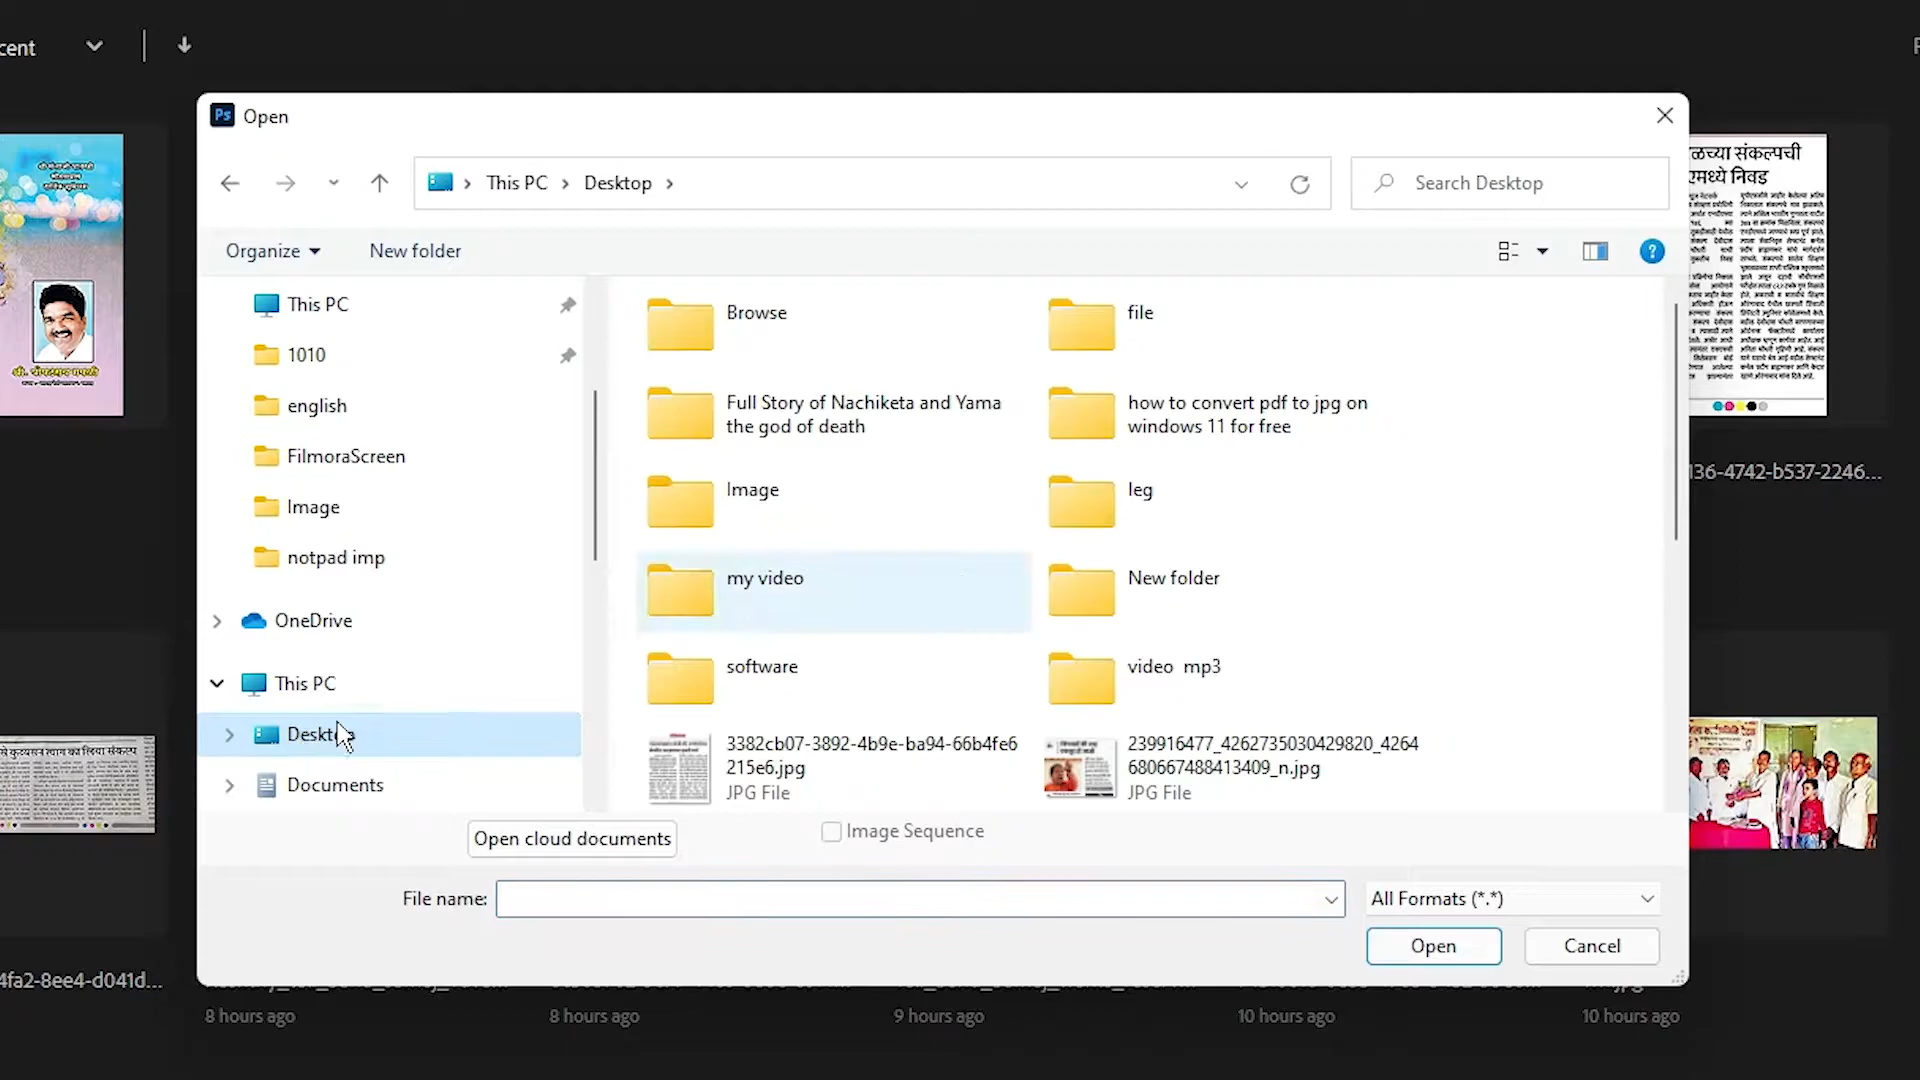 cent
Open
This PC
Desktop
Search Desktop
Organize
New folder
This PC
1010
english
FilmoraScreen
Image
notpad imp
OneDrive
This PC
Documents
Browse
file
Full Story of Nachiketa and Yama
the god of death
how to convert pdf to jpg on
windows 11 for free
Image
leg
my video
New folder
software
video mp3
3382cb07-3892-4b9e-ba94-66b4fe6
215e6.jpg
JPG File
239916477_4262735030429820_4264
680667488413409_n.jpg
JPG File
Open cloud documents
Image Sequence
File name:
All Formats (*.*)
Open
Cancel
ळच्या संकल्पची
एमध्ये निवड
136-4742-b537-2246...
से कुव्यसन त्याग का लिया संकल्प
4fa2-8ee4-d041d...
8 hours ago
8 hours ago
9 hours ago
10 hours ago
10 hours ago